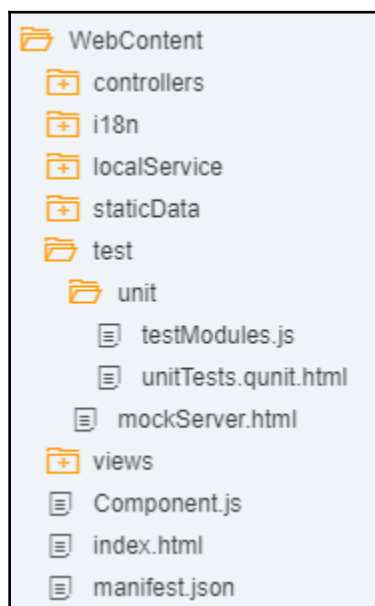 WebContent
controllers
i18n
localService
staticData
test
unit
testModules.js
unitTests.qunit.html
mockServer.html
views
Component.js
index.html
manifest.json